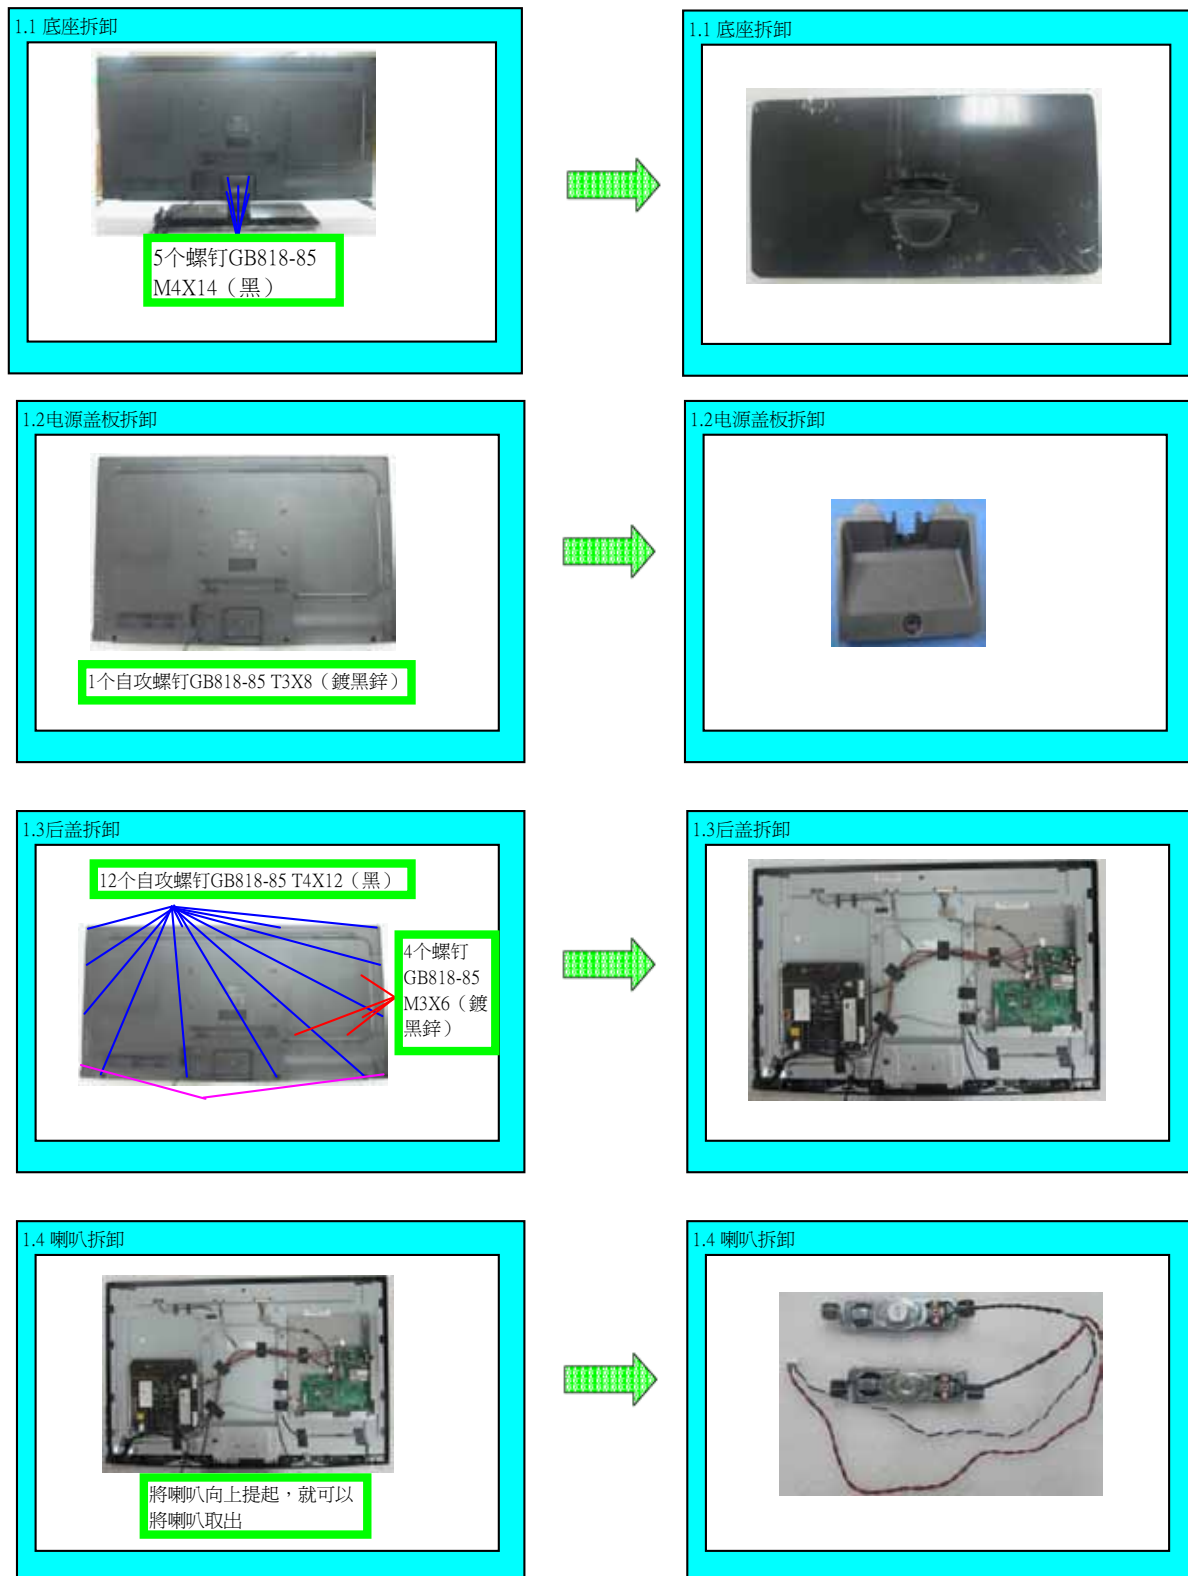 1.1 底座拆卸
5个螺钉GB818-85
M4X14（黑）
1.1 底座拆卸
1.2电源盖板拆卸
1个自攻螺钉GB818-85 T3X8（鍍黑鋅）
1.2电源盖板拆卸
1.3后盖拆卸
12个自攻螺钉GB818-85 T4X12（黑）
4个螺钉
GB818-85
M3X6（鍍
黑鋅）
1.3后盖拆卸
1.4 喇叭拆卸
將喇叭向上提起，就可以
將喇叭取出
1.4 喇叭拆卸